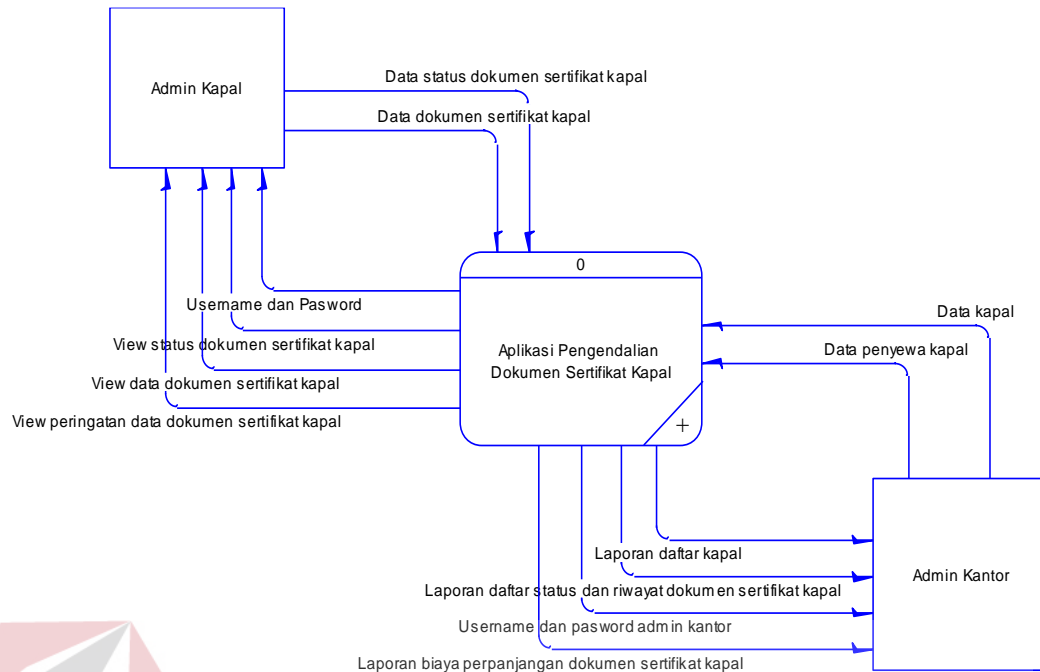 Admin Kapal
Data status dokumen sertifikat kapal
Data dokumen sertifikat kapal
0
Aplikasi Pengendalian
Dokumen Sertifikat Kapal
+
Username dan Pasword
View status dokumen sertifikat kapal
View data dokumen sertifikat kapal
View peringatan data dokumen sertifikat kapal
Data kapal
Data penyewa kapal
Admin Kantor
Laporan daftar kapal
Laporan daftar status dan riwayat dokumen sertifikat kapal
Username dan pasword admin kantor
Laporan biaya perpanjangan dokumen sertifikat kapal